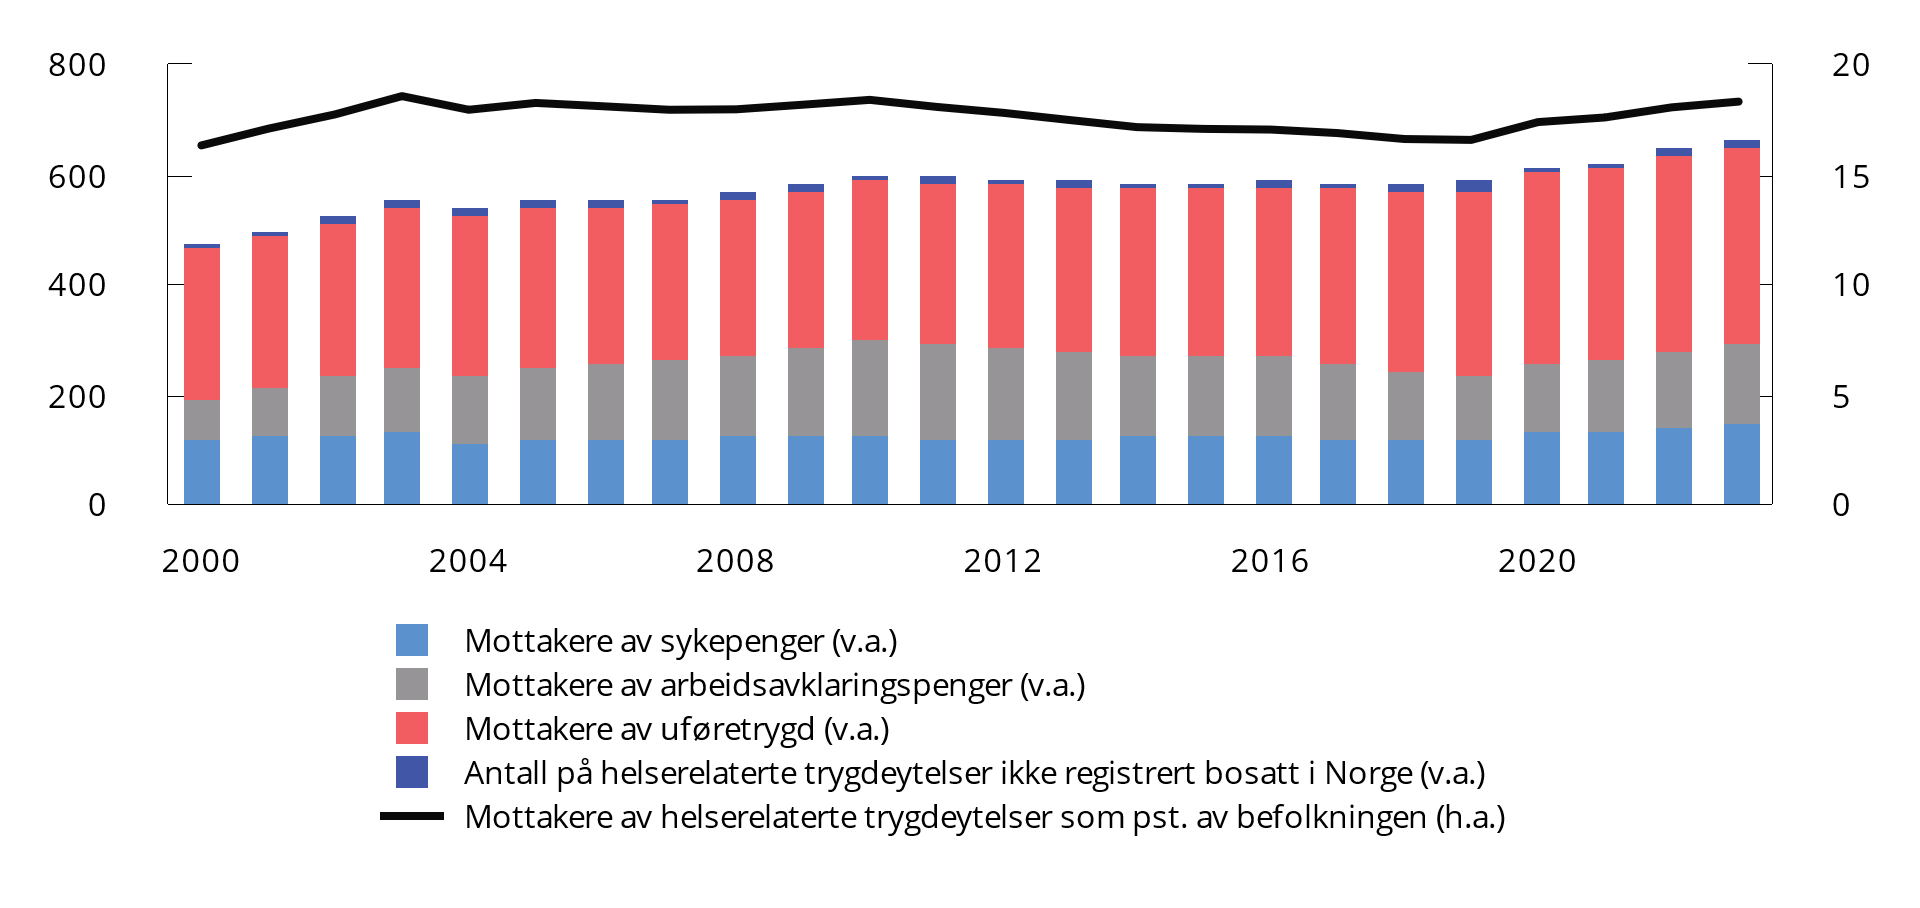 800 20
600 15
400 10
200 5
0 0
2000 2004 2008 2012 2016 2020
Mottakere av sykepenger (v.a.)
Mottakere av arbeidsavklaringspenger (v.a.)
Mottakere av uføretrygd (v.a.)
Antall på helserelaterte trygdeytelser ikke registrert bosatt i Norge (v.a.)
Mottakere av helserelaterte trygdeytelser som pst. av befolkningen (h.a.)